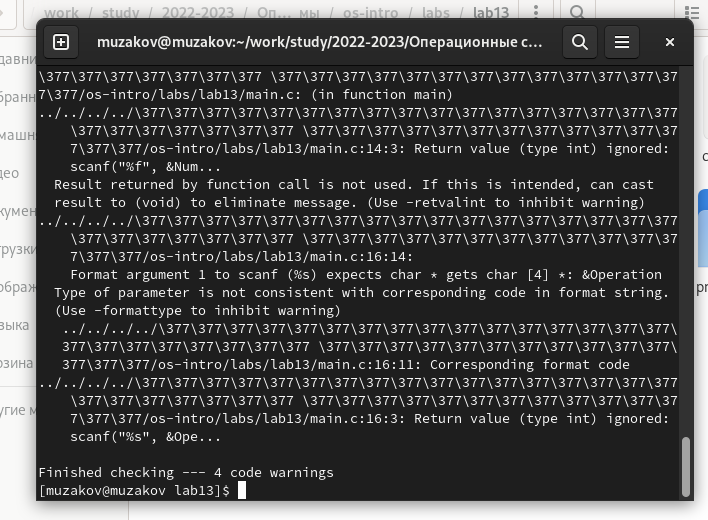 work / study / 2022-2023 / Оп... мы / os-intro / labs / lab13
muzakov@muzakov:~/work/study/2022-2023/Операционные с...
\377\377\377\377\377\377\377 \377\377\377\377\377\377\377\377\377\377\377\377\37
7\377/os-intro/labs/lab13/main.c: (in function main)
../../../../\377\377\377\377\377\377\377\377\377\377\377\377\377\377\377\377\377
\377\377\377\377\377\377\377 \377\377\377\377\377\377\377\377\377\377\377\37
7\377/os-intro/labs/lab13/main.c:14:3: Return value (type int) ignored:
scanf("%f", &Num...
Result returned by function call is not used. If this is intended, can cast
result to (void) to eliminate message. (Use -retvalint to inhibit warning)
../../../../\377\377\377\377\377\377\377\377\377\377\377\377\377\377\377\377\377
\377\377\377\377\377\377\377 \377\377\377\377\377\377\377\377\377\377\377\37
7\377/os-intro/labs/lab13/main.c:16:14:
Format argument 1 to scanf (%s) expects char * gets char [4] *: &Operation
Type of parameter is not consistent with corresponding code in format string.
(Use -formattype to inhibit warning)
../../../../\377\377\377\377\377\377\377\377\377\377\377\377\377\377\377\377\
377\377\377\377\377\377\377\377 \377\377\377\377\377\377\377\377\377\377\377\
377\377\377/os-intro/labs/lab13/main.c:16:11: Corresponding format code
../../../../\377\377\377\377\377\377\377\377\377\377\377\377\377\377\377\377\377
\377\377\377\377\377\377\377 \377\377\377\377\377\377\377\377\377\377\377\37
7\377/os-intro/labs/lab13/main.c:16:3: Return value (type int) ignored:
scanf("%s", &Ope...
Finished checking --- 4 code warnings
[muzakov@muzakov lab13]$